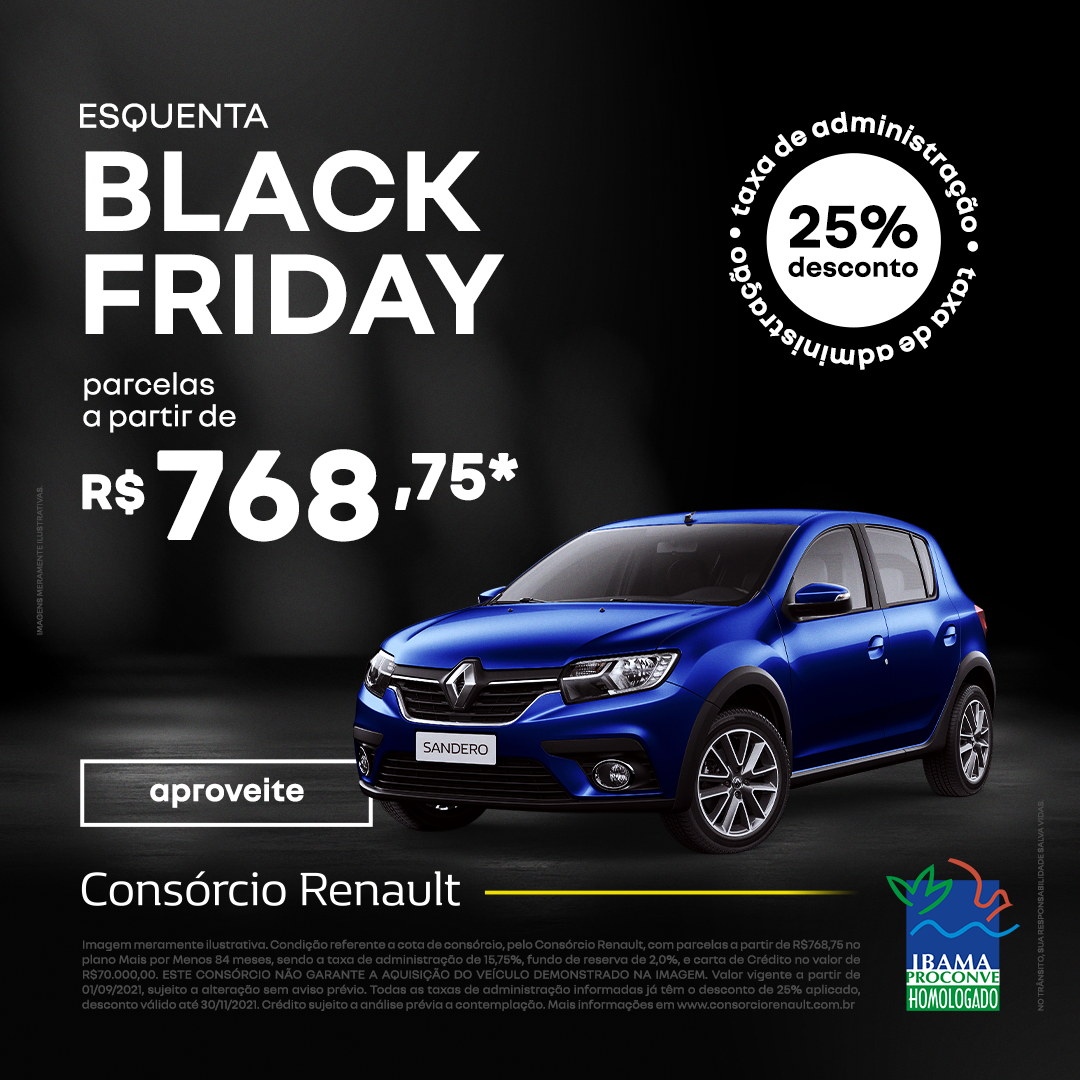 ESQUENTA
BLACK
FRIDAY
parcelas
a partir de
R$ 768,75*
taxa de administração • taxa de administração •
25%
desconto
IMAGENS MERAMENTE ILUSTRATIVAS.
SANDERO
aproveite
Consórcio Renault
Imagem meramente ilustrativa. Condição referente a cota de consórcio, pelo Consórcio Renault, com parcelas a partir de R$768,75 no
plano Mais por Menos 84 meses, sendo a taxa de administração de 15,75%, fundo de reserva de 2,0%, e carta de Crédito no valor de
R$70.000,00. ESTE CONSÓRCIO NÃO GARANTE A AQUISIÇÃO DO VEÍCULO DEMONSTRADO NA IMAGEM. Valor vigente a partir de
01/09/2021, sujeito a alteração sem aviso prévio. Todas as taxas de administração informadas já têm o desconto de 25% aplicado,
desconto válido até 30/11/2021. Crédito sujeito a análise prévia a contemplação. Mais informações em www.consorciorenault.com.br
IBAMA
PROCONVE
HOMOLOGADO
NO TRÂNSITO, SUA RESPONSABILIDADE SALVA VIDAS.